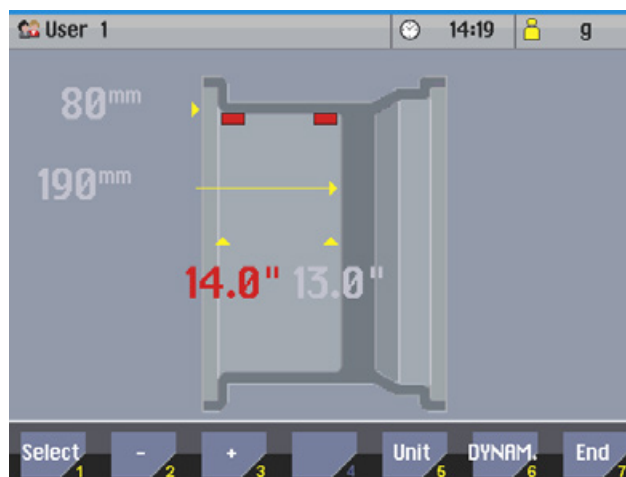 User 1 14:19 g
80mm
190mm
14.0" 13.0"
Select - + Unit DYNAM. End
1 2 3 4 5 6 7